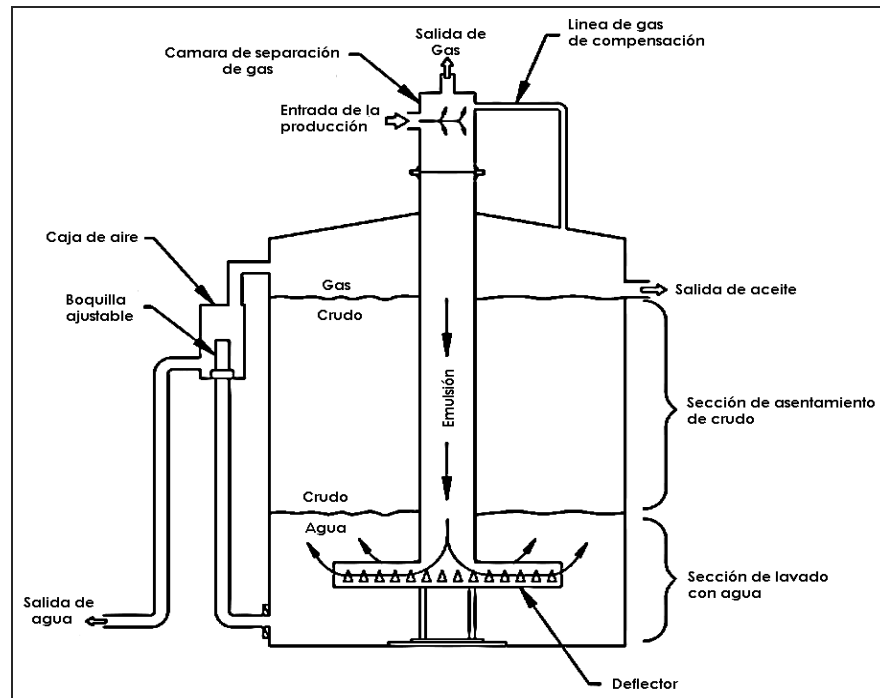 Salida de
Gas
Linea de gas
de compensación
Camara de separación
de gas
Entrada de la
producción
Caja de aire
Boquilla
ajustable
Gas
Crudo
Salida de aceite
Emulsión
Sección de asentamiento
de crudo
Crudo
Agua
Sección de lavado
con agua
Salida de
agua
Deflector